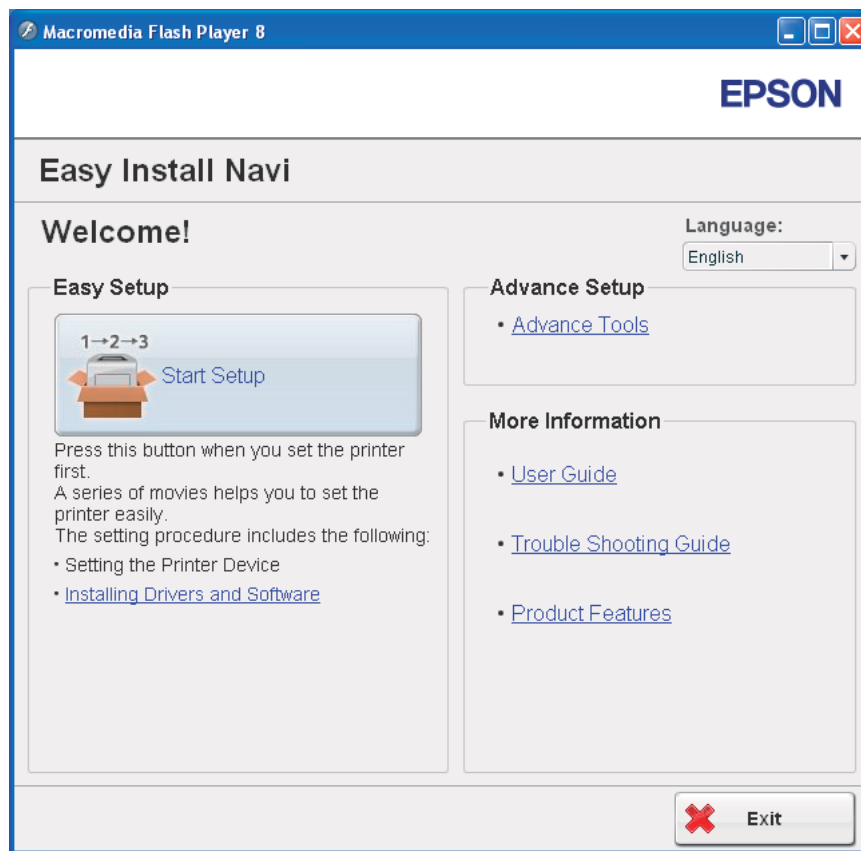 Macromedia Flash Player 8
EPSON
Easy Install Navi
Welcome!
Language:
English
Easy Setup
1→2→3
Start Setup
Press this button when you set the printer
first.
A series of movies helps you to set the
printer easily.
The setting procedure includes the following:
• Setting the Printer Device
• Installing Drivers and Software
Advance Setup
• Advance Tools
More Information
• User Guide
• Trouble Shooting Guide
• Product Features
Exit